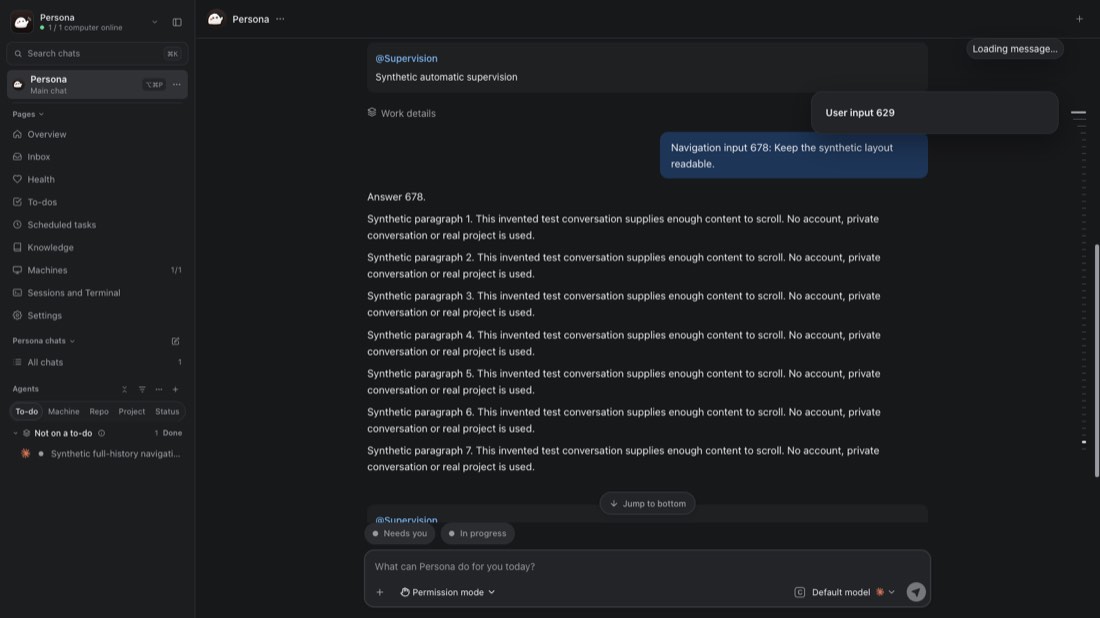 Persona
1 / 1 computer online
Search chats
⌘K
Persona
Main chat
⌥⌘P
Pages
Overview
Inbox
Health
To-dos
Scheduled tasks
Knowledge
Machines
1/1
Sessions and Terminal
Settings
Persona chats
All chats
1
Agents
To-do
Machine
Repo
Project
Status
Not on a to-do
1 Done
Synthetic full-history navigati...
Persona
Loading message...
@Supervision
Synthetic automatic supervision
Work details
User input 629
Navigation input 678: Keep the synthetic layout
readable.
Answer 678.
Synthetic paragraph 1. This invented test conversation supplies enough content to scroll. No account, private
conversation or real project is used.
Synthetic paragraph 2. This invented test conversation supplies enough content to scroll. No account, private
conversation or real project is used.
Synthetic paragraph 3. This invented test conversation supplies enough content to scroll. No account, private
conversation or real project is used.
Synthetic paragraph 4. This invented test conversation supplies enough content to scroll. No account, private
conversation or real project is used.
Synthetic paragraph 5. This invented test conversation supplies enough content to scroll. No account, private
conversation or real project is used.
Synthetic paragraph 6. This invented test conversation supplies enough content to scroll. No account, private
conversation or real project is used.
Synthetic paragraph 7. This invented test conversation supplies enough content to scroll. No account, private
conversation or real project is used.
Jump to bottom
@Supervision
Needs you
In progress
What can Persona do for you today?
Permission mode
C
Default model